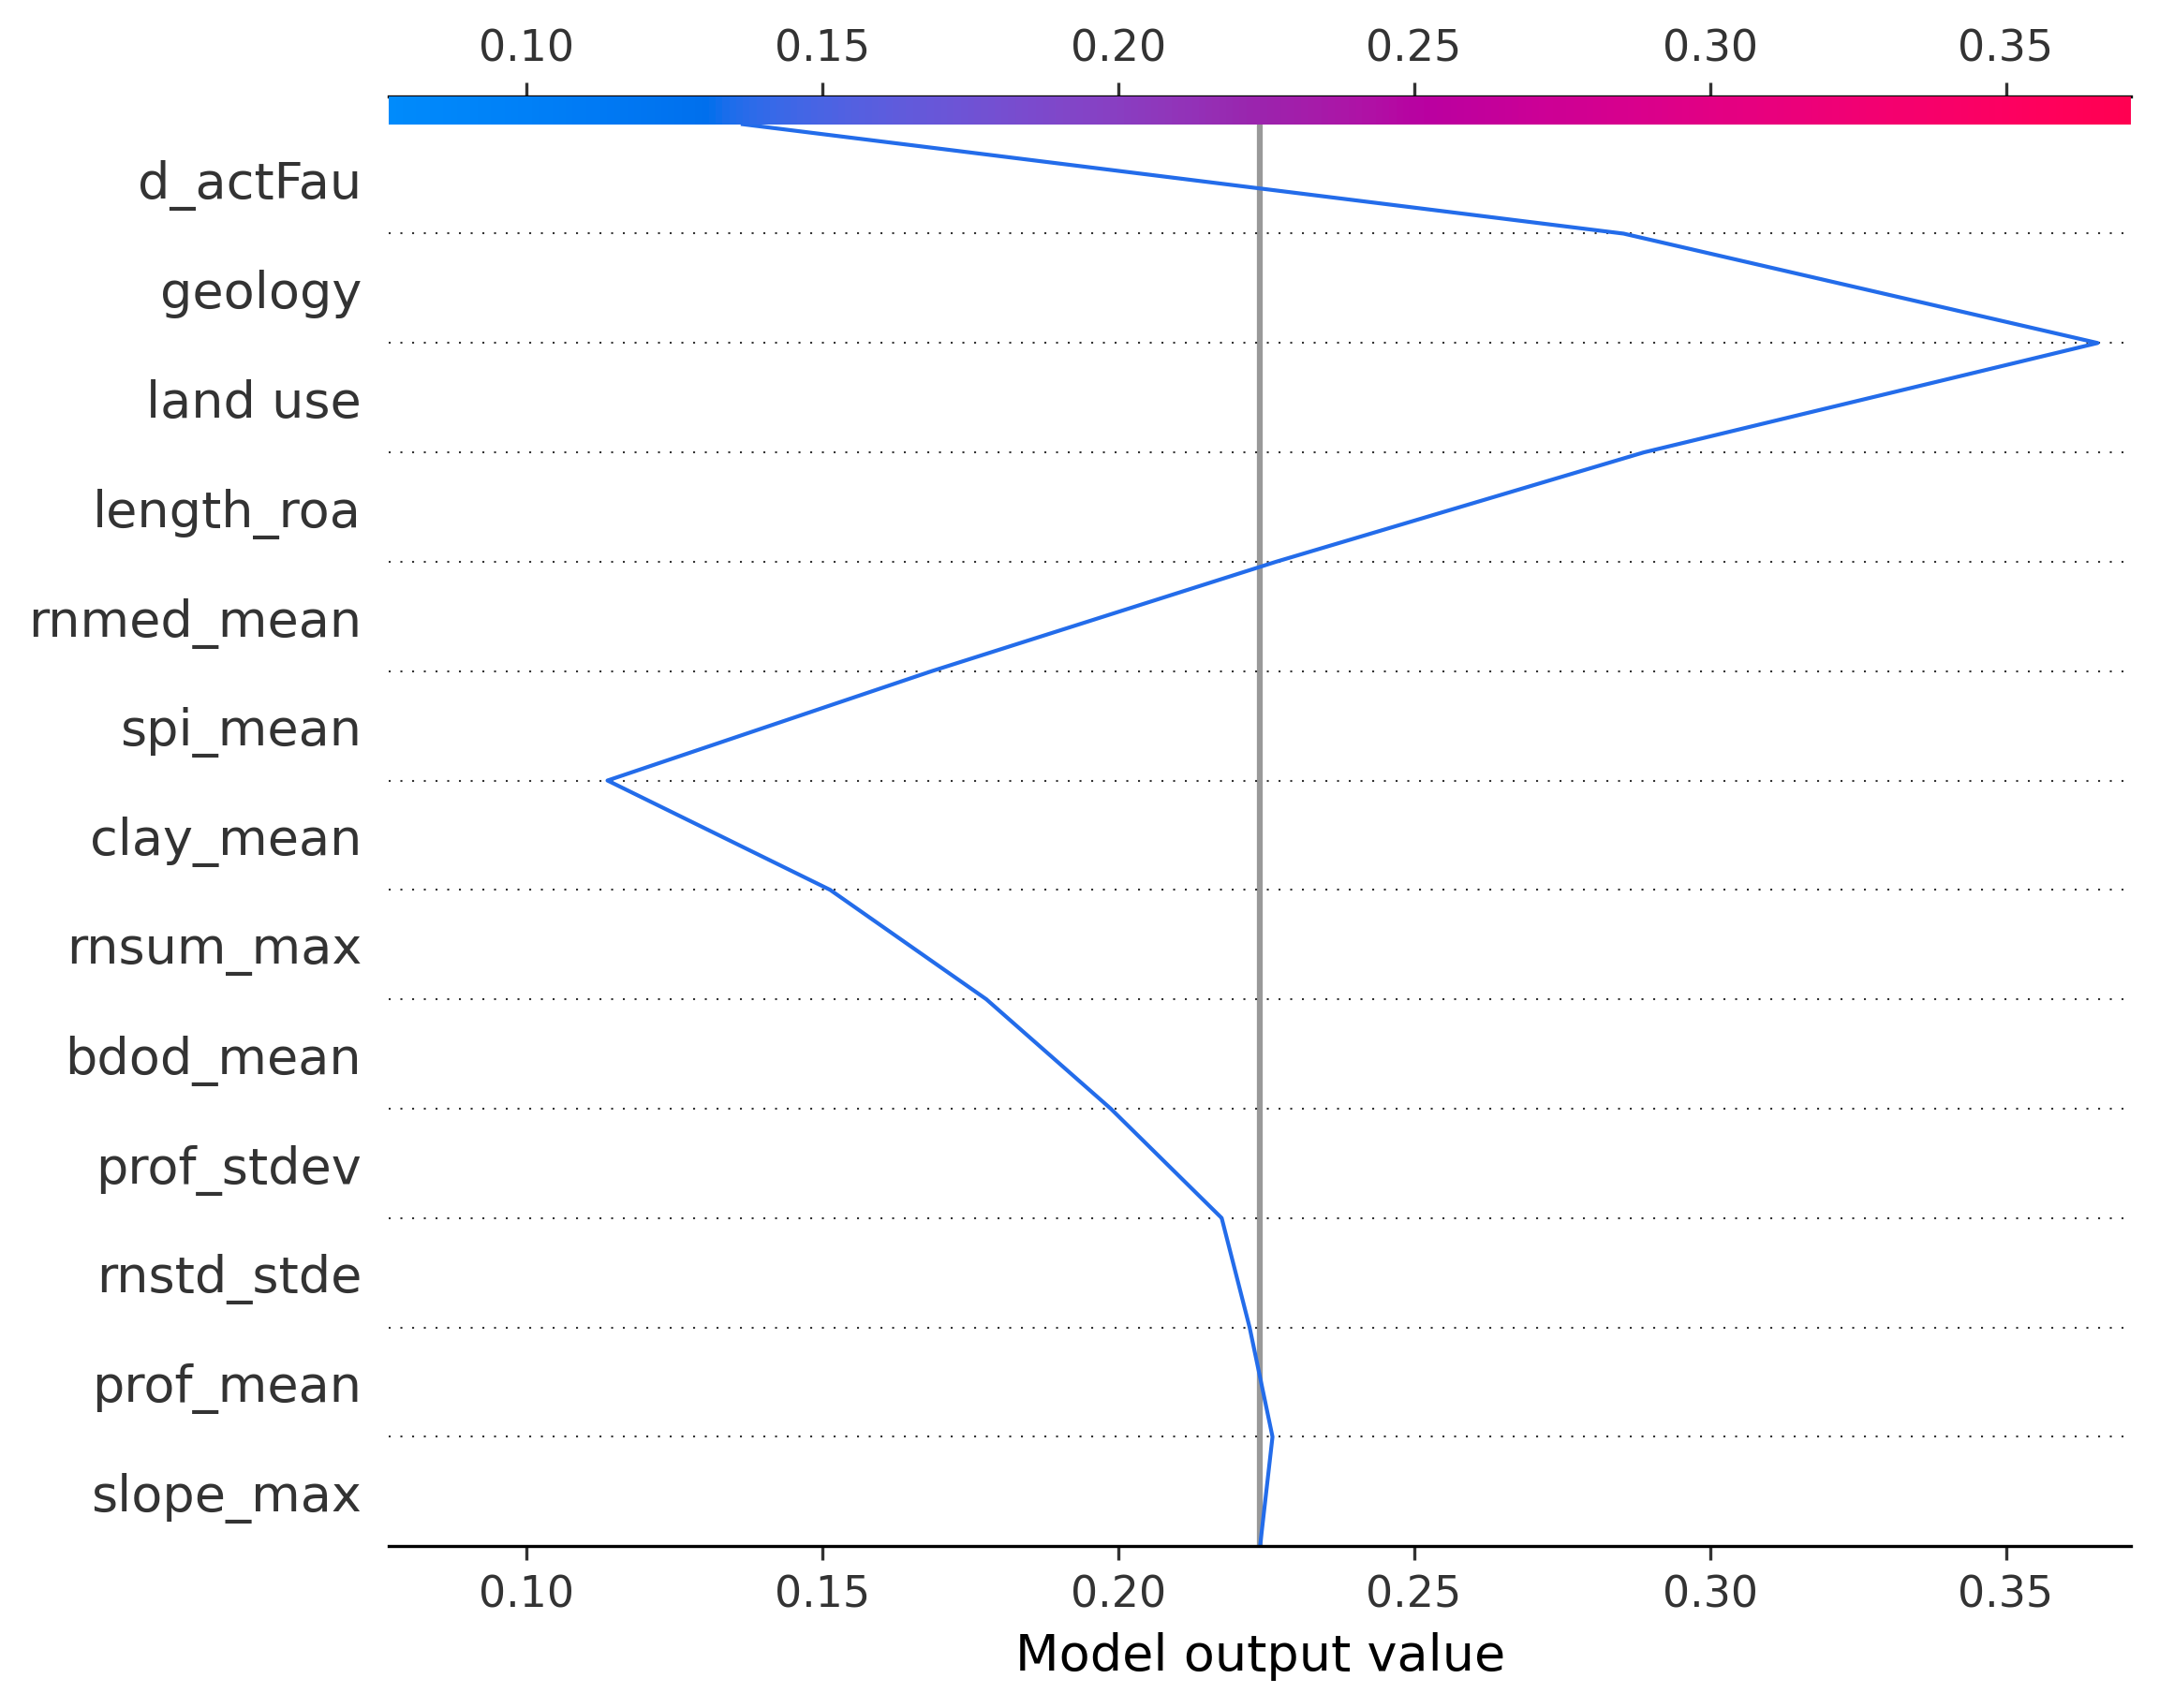 0.10 0.15 0.20 0.25 0.30 0.35
d_actFau
geology
land use
length_roa
rnmed_mean
spi_mean
clay_mean
rnsum_max
bdod_mean
prof_stdev
rnstd_stde
prof_mean
slope_max
0.10 0.15 0.20 0.25 0.30 0.35
Model output value